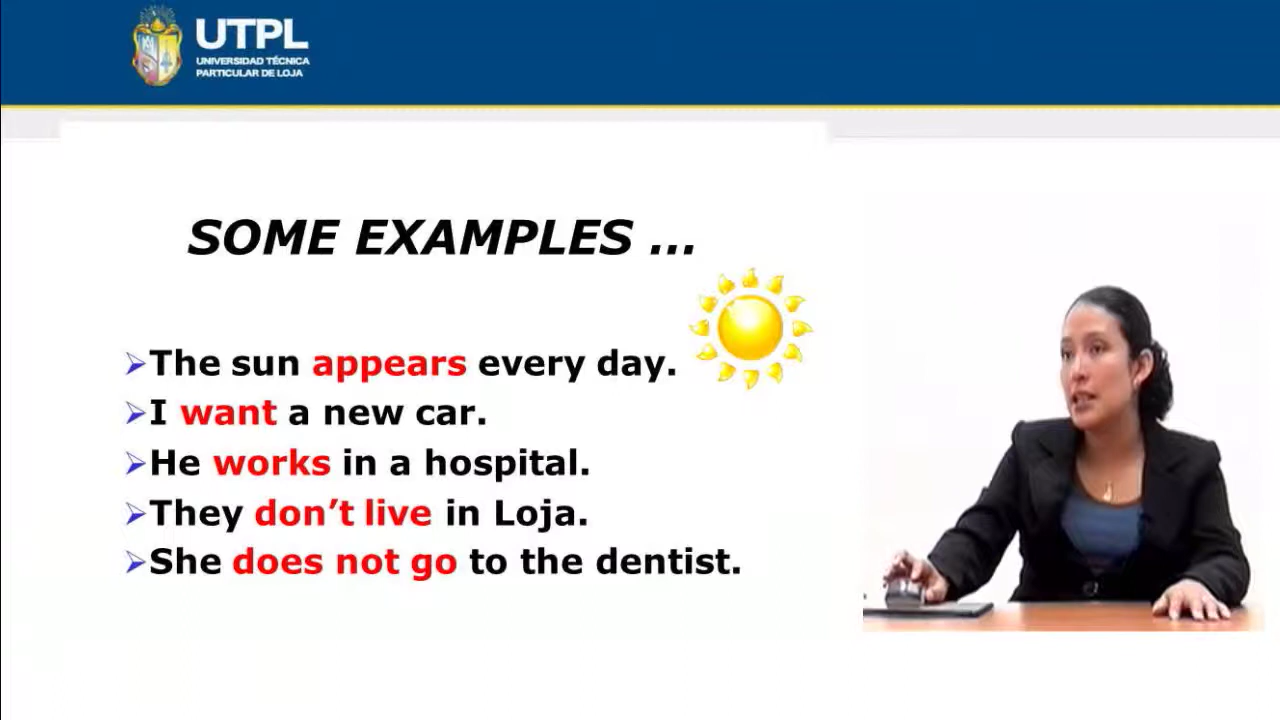 UTPL
UNIVERSIDAD TÉCNICA
PARTICULAR DE LOJA
SOME EXAMPLES ...
The sun appears every day.
I want a new car.
He works in a hospital.
They don’t live in Loja.
She does not go to the dentist.